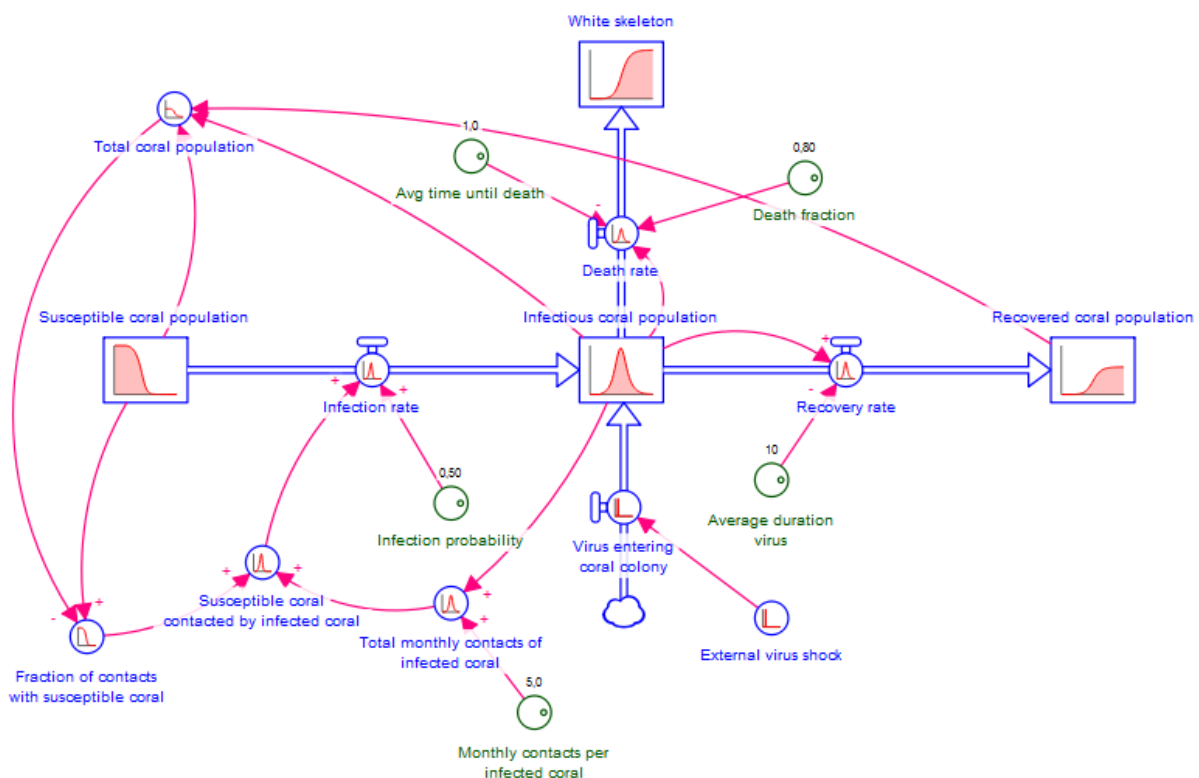 White skeleton
Total coral population
1,0
Avg time until death
0,80
Death fraction
-
Death rate
Susceptible coral population
Infectious coral population
Recovered coral population
+
+
+
Infection rate
-
Recovery rate
0,50
Infection probability
10
Average duration
virus
Virus entering
coral colony
+
+
Susceptible coral
contacted by infected coral
+
+
Total monthly contacts of
infected coral
-
+
Fraction of contacts
with susceptible coral
External virus shock
5,0
Monthly contacts per
infected coral